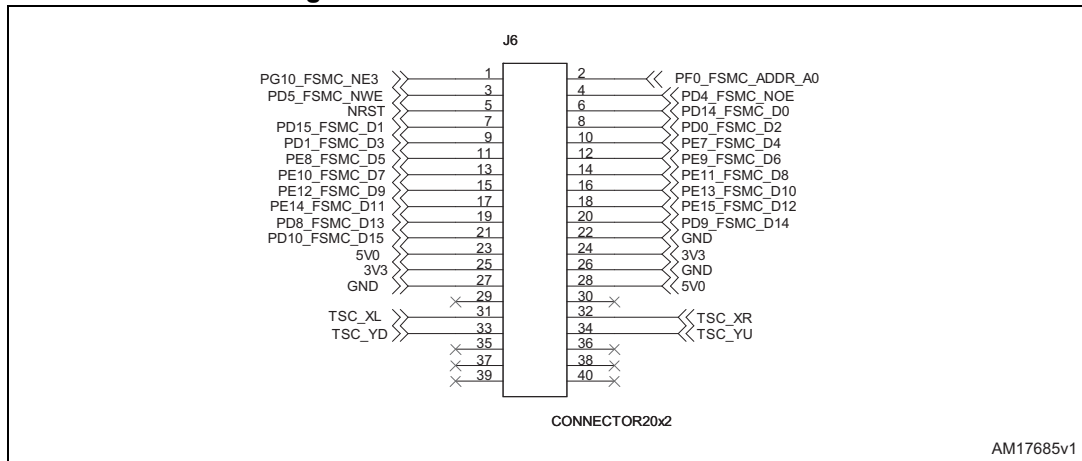 J6
PG10_FSMC_NE3 1 2 PF0_FSMC_ADDR_A0
PD5_FSMC_NWE 3 4 PD4_FSMC_NOE
NRST 5 6 PD14_FSMC_D0
PD15_FSMC_D1 7 8 PD0_FSMC_D2
PD1_FSMC_D3 9 10 PE7_FSMC_D4
PE8_FSMC_D5 11 12 PE9_FSMC_D6
PE10_FSMC_D7 13 14 PE11_FSMC_D8
PE12_FSMC_D9 15 16 PE13_FSMC_D10
PE14_FSMC_D11 17 18 PE15_FSMC_D12
PD8_FSMC_D13 19 20 PD9_FSMC_D14
PD10_FSMC_D15 21 22 GND
5V0 23 24 3V3
3V3 25 26 GND
GND 27 28 5V0
29 30
TSC_XL 31 32 TSC_XR
TSC_YD 33 34 TSC_YU
35 36
37 38
39 40
CONNECTOR20x2
AM17685v1